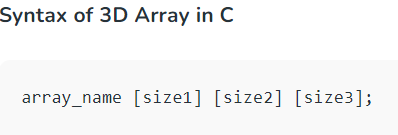 Syntax of 3D Array in C
array_name [size1] [size2] [size3];